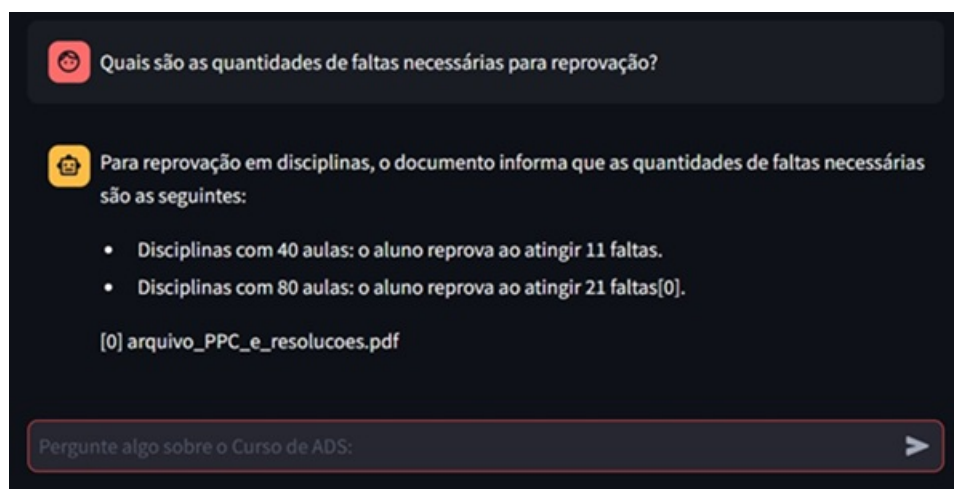 Quais são as quantidades de faltas necessárias para reprovação?
Para reprovação em disciplinas, o documento informa que as quantidades de faltas necessárias
são as seguintes:
• Disciplinas com 40 aulas: o aluno reprova ao atingir 11 faltas.
• Disciplinas com 80 aulas: o aluno reprova ao atingir 21 faltas[0].
[0] arquivo_PPC_e_resolucoes.pdf
Pergunte algo sobre o Curso de ADS: